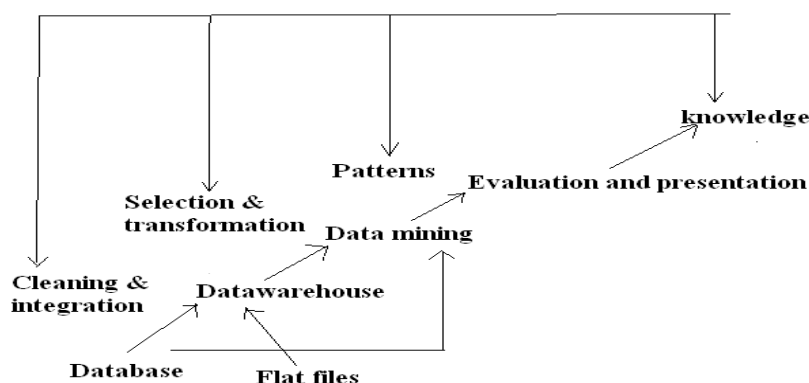 knowledge
Patterns
Evaluation and presentation
Selection &
transformation
Data mining
Cleaning &
integration
Datawarehouse
Database
Flat files